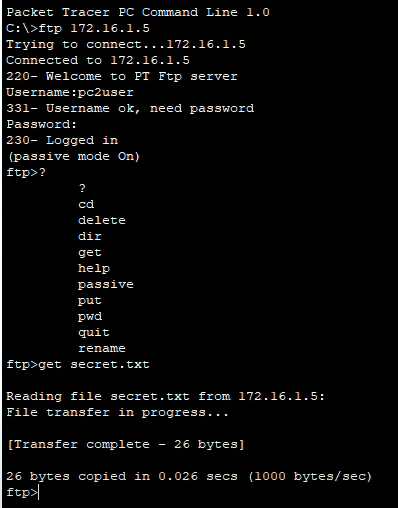 Packet Tracer PC Command Line 1.0
C:\>ftp 172.16.1.5
Trying to connect...172.16.1.5
Connected to 172.16.1.5
220- Welcome to PT Ftp server
Username:pc2user
331- Username ok, need password
Password:
230- Logged in
(passive mode On)
ftp>?
?
cd
delete
dir
get
help
passive
put
pwd
quit
rename
ftp>get secret.txt
Reading file secret.txt from 172.16.1.5:
File transfer in progress...
[Transfer complete - 26 bytes]
26 bytes copied in 0.026 secs (1000 bytes/sec)
ftp>